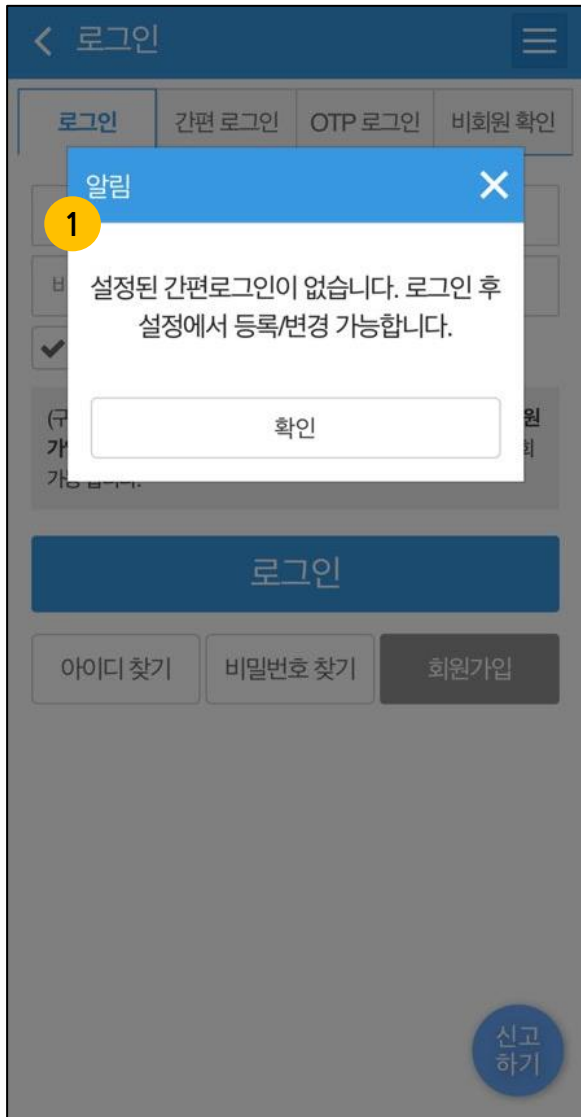 로그인
로그인 간편 로그인 OTP 로그인 비회원 확인
알림
1
설정된 간편로그인이 없습니다. 로그인 후
설정에서 등록/변경 가능합니다.
확인
(구
원
로그인
아이디 찾기 비밀번호 찾기 회원가입
신고
하기